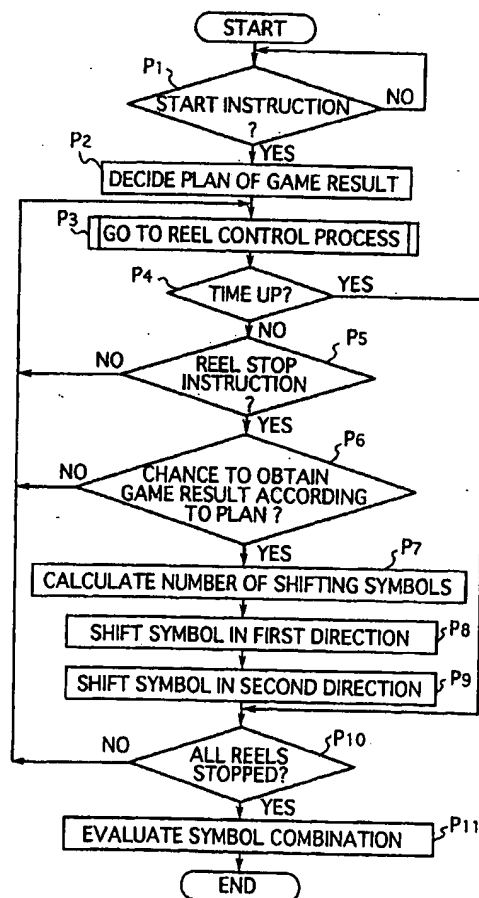 START
P1
START INSTRUCTION
?
NO
YES
P2
DECIDE PLAN OF GAME RESULT
P3
GO TO REEL CONTROL PROCESS
P4
TIME UP?
YES
NO
P5
NO
REEL STOP
INSTRUCTION
?
YES
P6
NO
CHANCE TO OBTAIN
GAME RESULT ACCORDING
TO PLAN ?
YES
P7
CALCULATE NUMBER OF SHIFTING SYMBOLS
SHIFT SYMBOL IN FIRST DIRECTION
P8
SHIFT SYMBOL IN SECOND DIRECTION
P9
NO
P10
ALL REELS
STOPPED?
YES
EVALUATE SYMBOL COMBINATION
P11
END